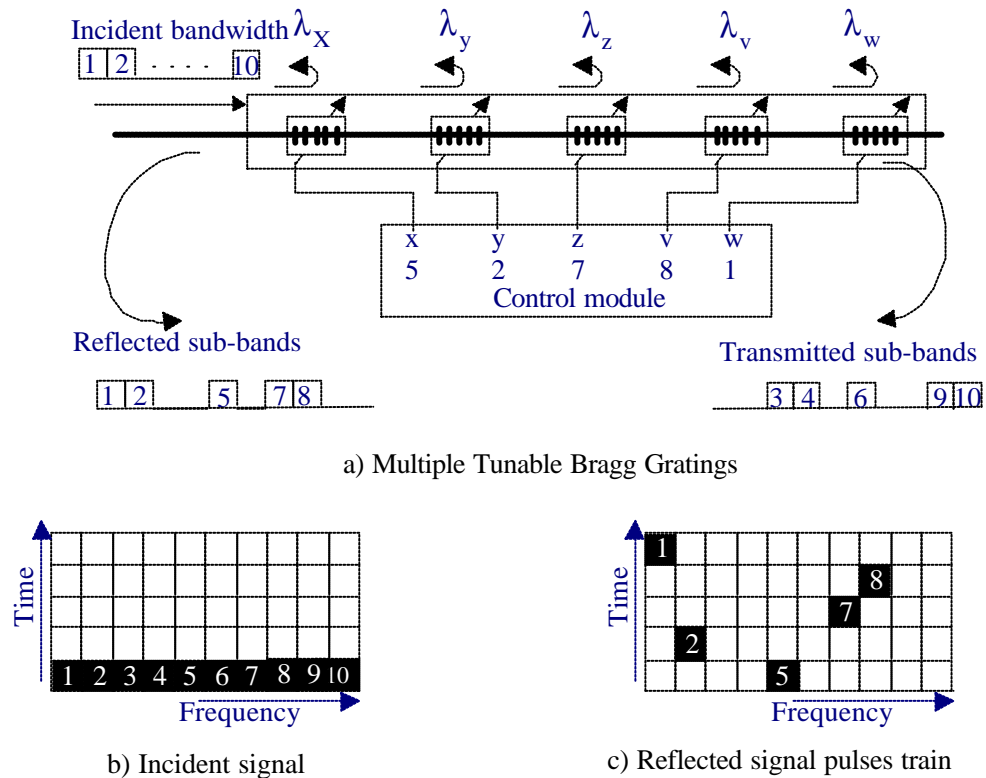 Incident bandwidth
1 2 - - - - 10
λX λy λz λv λw
x y z v w
5 2 7 8 1
Control module
Reflected sub-bands
1 2 5 7 8
Transmitted sub-bands
3 4 6 9 10
a) Multiple Tunable Bragg Gratings
Time
1 2 3 4 5 6 7 8 9 10
Frequency
b) Incident signal
Time
1
8
7
2
5
Frequency
c) Reflected signal pulses train